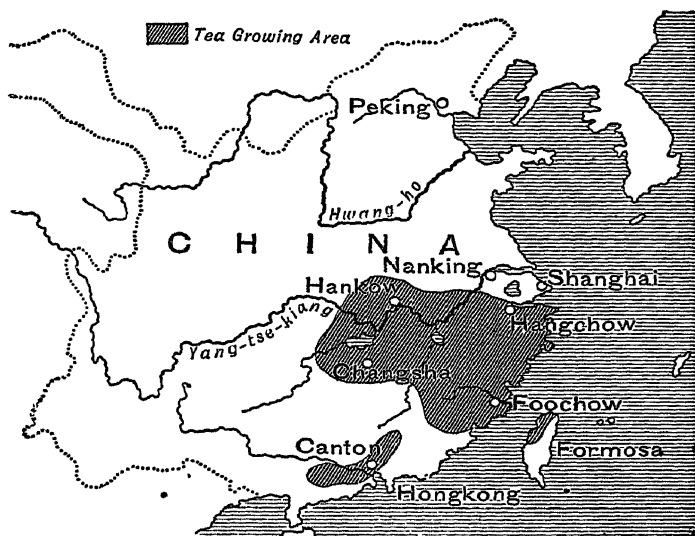 Tea Growing Area
Peking
Hwang-ho
CHINA
Nanking
Shanghai
Hankow
Hangchow
Yang-tse-kiang
Changsha
Foochow
Canton
Formosa
Hongkong